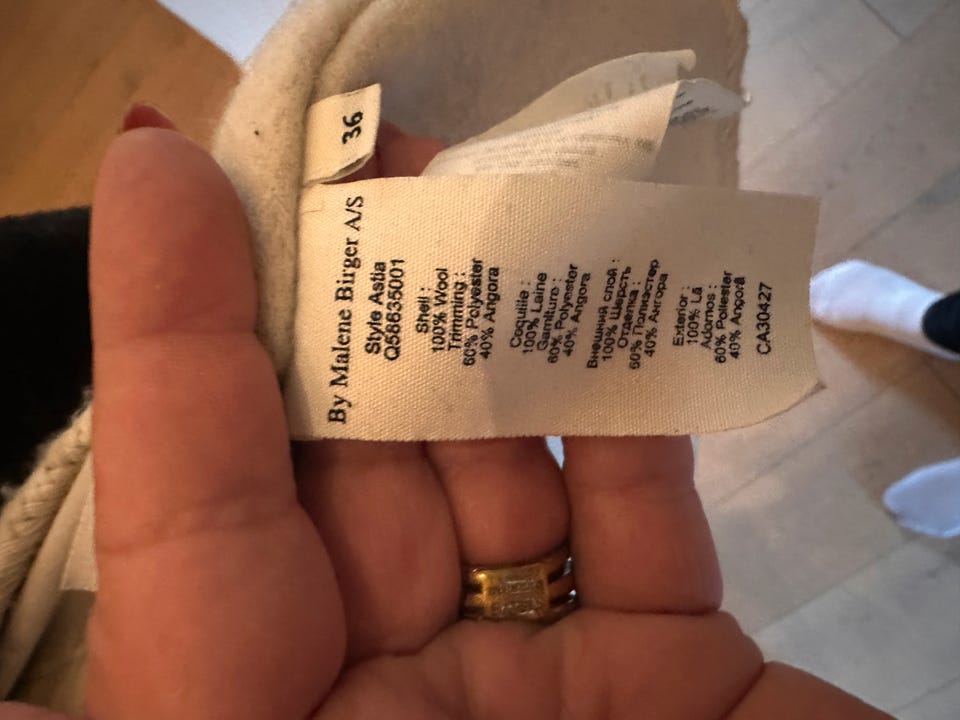 36
By Malene Birger A/S
Style Astia
Q58635001
Shell :
100% Wool
Trimming :
60% Polyester
40% Angora
Coquille :
100% Laine
Garniture :
60% Polyester
40% Angora
Внешний слой :
100% Шерсть
Отделка :
60% Полиэстер
40% Ангора
Exterior :
100% Lã
Adornos :
60% Poliester
40% Angorá
CA30427